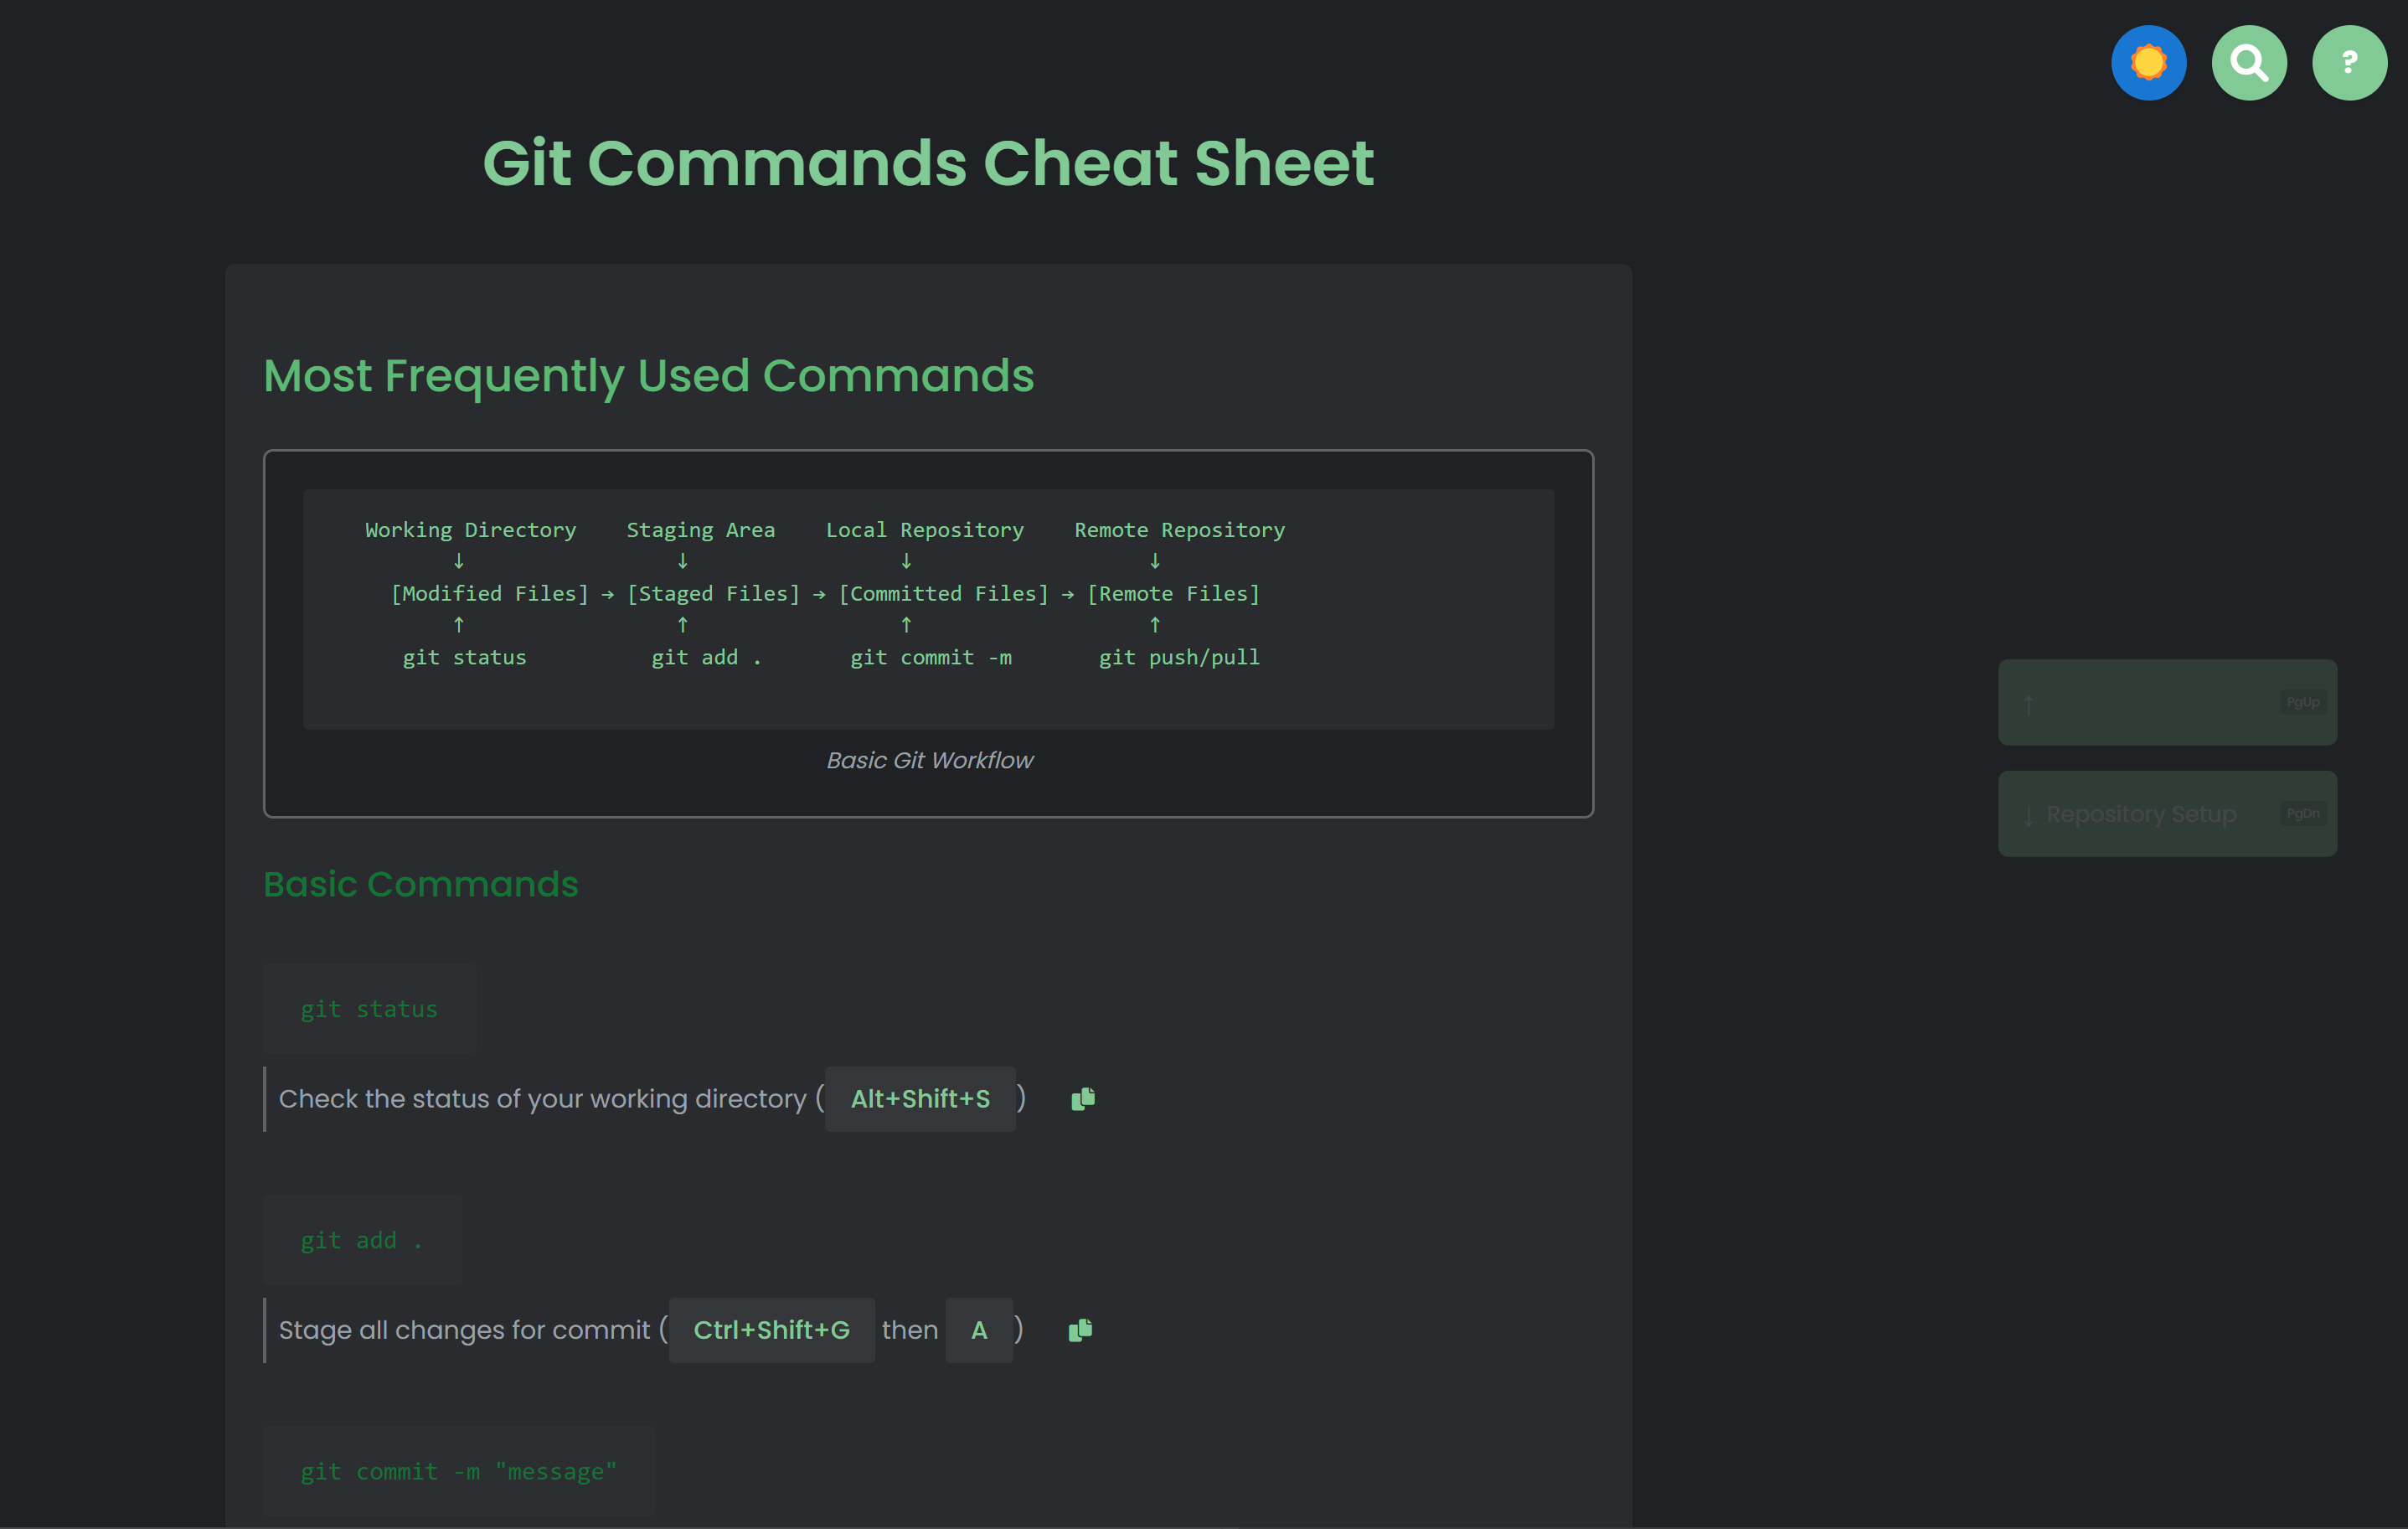 ?
Git Commands Cheat Sheet
Most Frequently Used Commands
Working Directory    Staging Area    Local Repository    Remote Repository
↓    ↓    ↓    ↓
[Modified Files] → [Staged Files] → [Committed Files] → [Remote Files]
↑    ↑    ↑    ↑
git status    git add .    git commit -m    git push/pull
Basic Git Workflow
↑ PgUp
↓ Repository Setup PgDn
Basic Commands
git status
Check the status of your working directory ( Alt+Shift+S )
git add .
Stage all changes for commit ( Ctrl+Shift+G then A )
git commit -m "message"